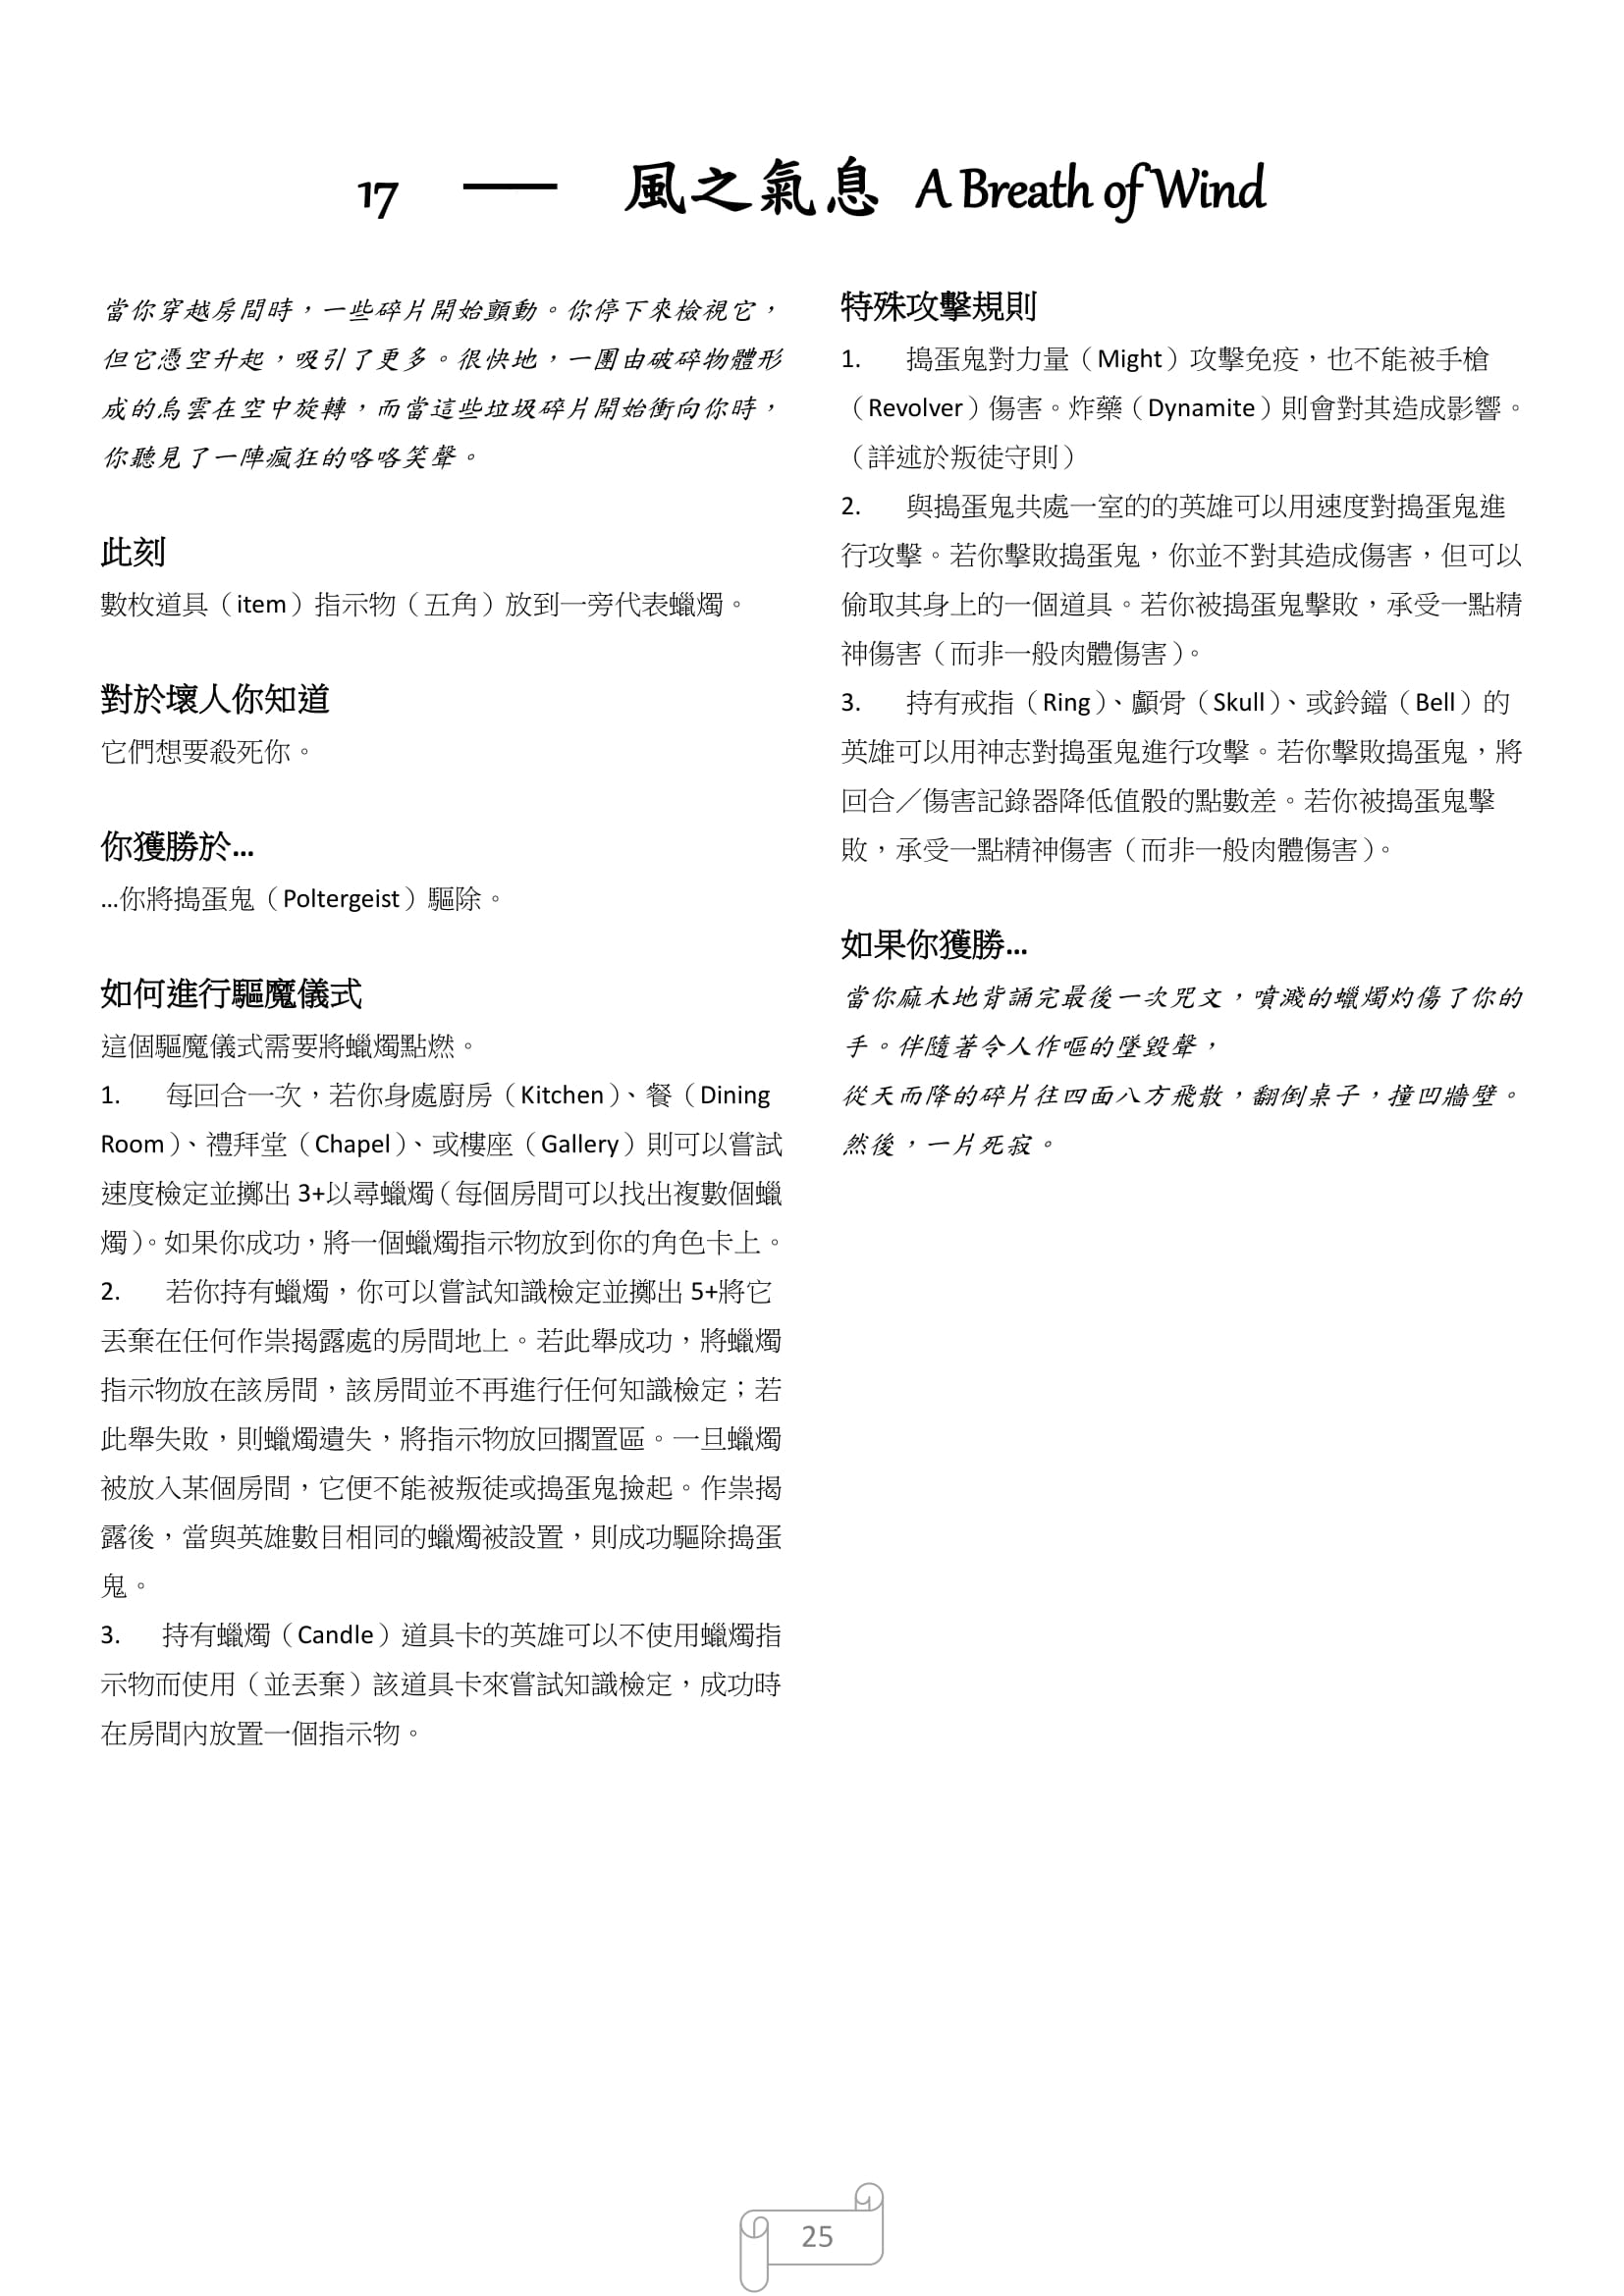 17 — 風之氣息 A Breath of Wind
當你穿越房間時，一些碎片開始顫動。你停下來檢視它，
但它憑空升起，吸引了更多。很快地，一團由破碎物體形
成的烏雲在空中旋轉，而當這些垃圾碎片開始衝向你時，
你聽見了一陣瘋狂的咯咯笑聲。
此刻
數枚道具（item）指示物（五角）放到一旁代表蠟燭。
對於壞人你知道
它們想要殺死你。
你獲勝於…
…你將搗蛋鬼（Poltergeist）驅除。
如何進行驅魔儀式
這個驅魔儀式需要將蠟燭點燃。
1. 每回合一次，若你身處廚房（Kitchen）、餐（Dining
Room）、禮拜堂（Chapel）、或樓座（Gallery）則可以嘗試
速度檢定並擲出 3+以尋蠟燭（每個房間可以找出複數個蠟
燭）。如果你成功，將一個蠟燭指示物放到你的角色卡上。
2. 若你持有蠟燭，你可以嘗試知識檢定並擲出 5+將它
丟棄在任何作祟揭露處的房間地上。若此舉成功，將蠟燭
指示物放在該房間，該房間並不再進行任何知識檢定；若
此舉失敗，則蠟燭遺失，將指示物放回擱置區。一旦蠟燭
被放入某個房間，它便不能被叛徒或搗蛋鬼撿起。作祟揭
露後，當與英雄數目相同的蠟燭被設置，則成功驅除搗蛋
鬼。
3. 持有蠟燭（Candle）道具卡的英雄可以不使用蠟燭指
示物而使用（並丟棄）該道具卡來嘗試知識檢定，成功時
在房間內放置一個指示物。
特殊攻擊規則
1. 搗蛋鬼對力量（Might）攻擊免疫，也不能被手槍
（Revolver）傷害。炸藥（Dynamite）則會對其造成影響。
（詳述於叛徒守則）
2. 與搗蛋鬼共處一室的的英雄可以用速度對搗蛋鬼進
行攻擊。若你擊敗搗蛋鬼，你並不對其造成傷害，但可以
偷取其身上的一個道具。若你被搗蛋鬼擊敗，承受一點精
神傷害（而非一般肉體傷害）。
3. 持有戒指（Ring）、顱骨（Skull）、或鈴鐺（Bell）的
英雄可以用神志對搗蛋鬼進行攻擊。若你擊敗搗蛋鬼，將
回合／傷害記錄器降低值骰的點數差。若你被搗蛋鬼擊
敗，承受一點精神傷害（而非一般肉體傷害）。
如果你獲勝…
當你麻木地背誦完最後一次咒文，噴濺的蠟燭灼傷了你的
手。伴隨著令人作嘔的墜毀聲，
從天而降的碎片往四面八方飛散，翻倒桌子，撞凹牆壁。
然後，一片死寂。
25